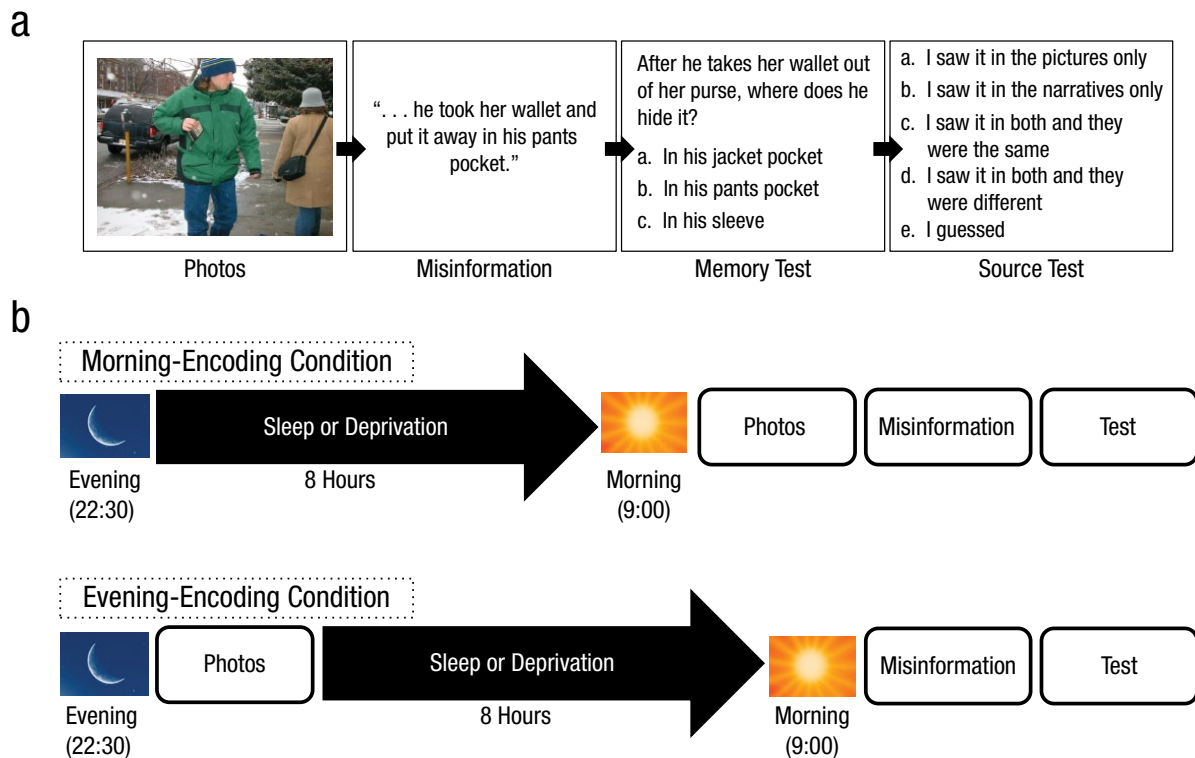 a
“. . . he took her wallet and
put it away in his pants
pocket.”
After he takes her wallet out
of her purse, where does he
hide it?
a. In his jacket pocket
b. In his pants pocket
c. In his sleeve
a. I saw it in the pictures only
b. I saw it in the narratives only
c. I saw it in both and they
were the same
d. I saw it in both and they
were different
e. I guessed
Photos
Misinformation
Memory Test
Source Test
b
Morning-Encoding Condition
Sleep or Deprivation
Photos
Misinformation
Test
Evening
(22:30)
8 Hours
Morning
(9:00)
Evening-Encoding Condition
Photos
Sleep or Deprivation
Misinformation
Test
Evening
(22:30)
8 Hours
Morning
(9:00)